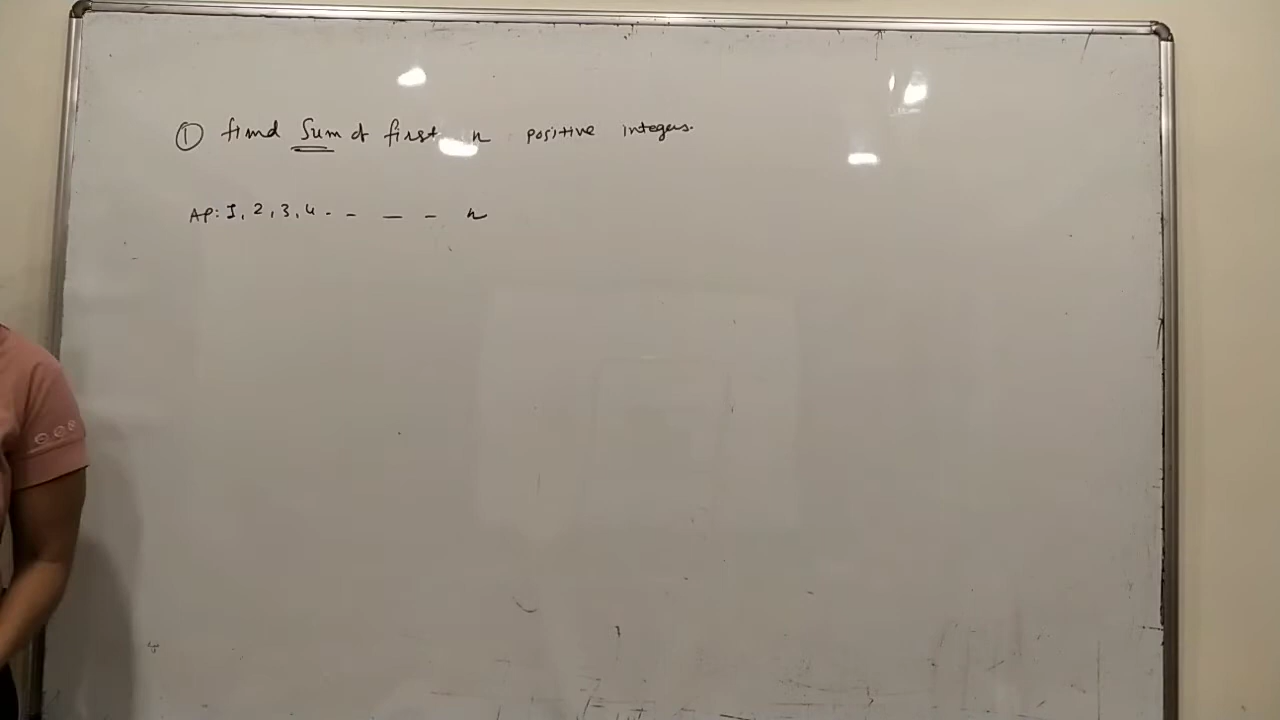 ① find Sum of first n positive integers.
AP: 1, 2, 3, 4 - - — - n